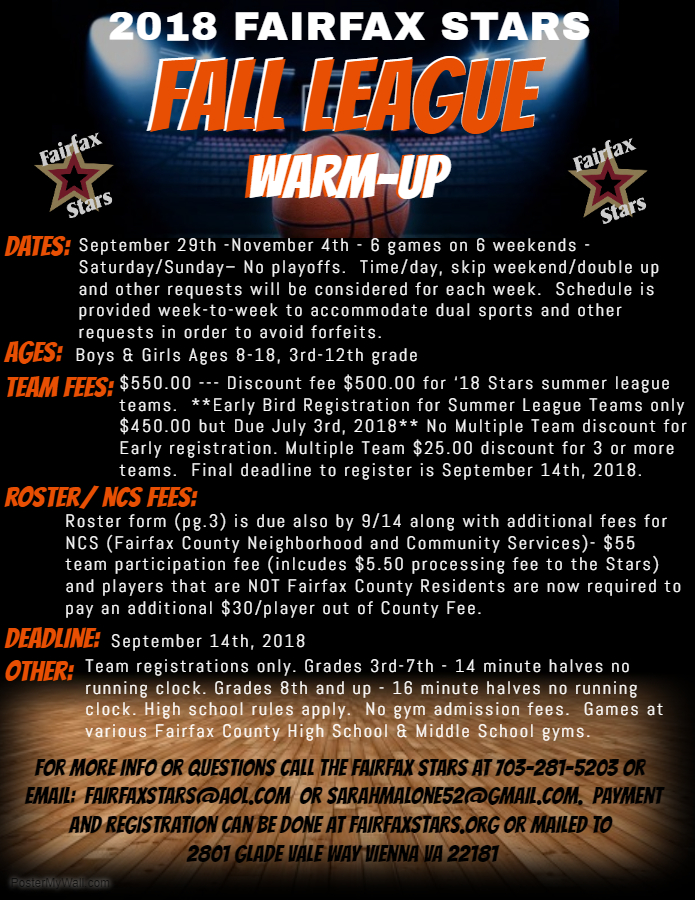 2018 FAIRFAX STARS
FALL LEAGUE
WARM-UP
Fairfax
Stars
Fairfax
Stars
DATES: September 29th -November 4th - 6 games on 6 weekends -
Saturday/Sunday– No playoffs. Time/day, skip weekend/double up
and other requests will be considered for each week. Schedule is
provided week-to-week to accommodate dual sports and other
requests in order to avoid forfeits.
AGES: Boys & Girls Ages 8-18, 3rd-12th grade
TEAM FEES: $550.00 --- Discount fee $500.00 for ‘18 Stars summer league
teams. **Early Bird Registration for Summer League Teams only
$450.00 but Due July 3rd, 2018** No Multiple Team discount for
Early registration. Multiple Team $25.00 discount for 3 or more
teams. Final deadline to register is September 14th, 2018.
ROSTER/ NCS FEES:
Roster form (pg.3) is due also by 9/14 along with additional fees for
NCS (Fairfax County Neighborhood and Community Services)- $55
team participation fee (inlcudes $5.50 processing fee to the Stars)
and players that are NOT Fairfax County Residents are now required to
pay an additional $30/player out of County Fee.
DEADLINE: September 14th, 2018
OTHER: Team registrations only. Grades 3rd-7th - 14 minute halves no
running clock. Grades 8th and up - 16 minute halves no running
clock. High school rules apply. No gym admission fees. Games at
various Fairfax County High School & Middle School gyms.
FOR MORE INFO OR QUESTIONS CALL THE FAIRFAX STARS AT 703-281-5203 OR
EMAIL: FAIRFAXSTARS@AOL.COM OR SARAHMALONE52@GMAIL.COM. PAYMENT
AND REGISTRATION CAN BE DONE AT FAIRFAXSTARS.ORG OR MAILED TO
2801 GLADE VALE WAY VIENNA VA 22181
PosterMyWall.com